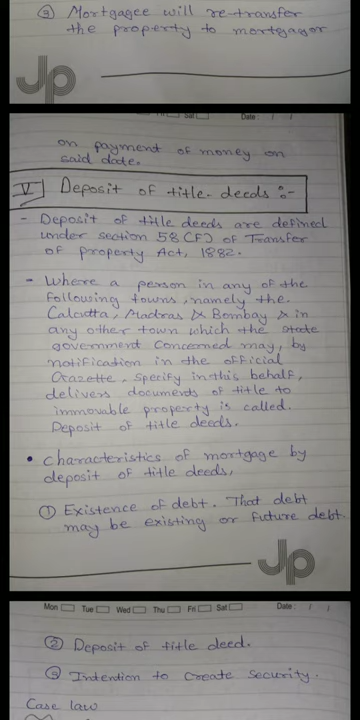 ③ Mortgagee will re-transfer
the property to mortgagor
Jp
Fri Sat Date: / /
on payment of money on
said date.
V] Deposit of title deeds :-
- Deposit of title deeds are defined
under section 58(F) of Transfer
of property Act, 1882.
- Where a person in any of the
following towns, namely the
Calcutta, Madras & Bombay & in
any other town which the state
government concerned may, by
notification in the official
Gazette, specify in this behalf,
delivers documents of title to
immovable property is called.
Deposit of title deeds.
• Characteristics of mortgage by
deposit of title deeds,
① Existence of debt. That debt
may be existing or future debt.
Jp
Mon Tue Wed Thu Fri Sat Date: / /
② Deposit of title deed.
③ Intention to create security.
Case law